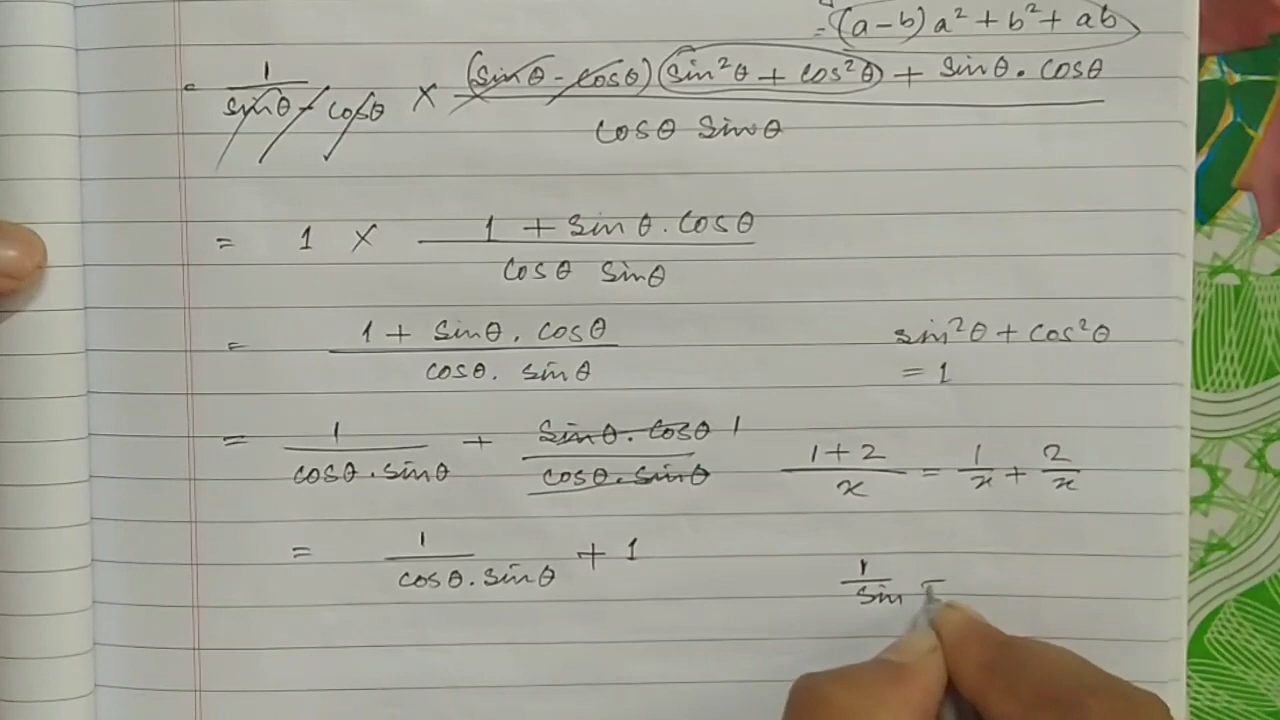 = (a-b) a² + b² + ab
= 1/(sinθ - cosθ) × (sinθ - cosθ)(sin²θ + cos²θ) + sinθ . cosθ / cosθ sinθ
= 1 × (1 + sinθ . cosθ)/(cosθ sinθ)
= (1 + sinθ . cosθ)/(cosθ . sinθ)
sin²θ + cos²θ
= 1
= 1/(cosθ . sinθ) + (sinθ . cosθ)/(cosθ . sinθ) 1
(1+2)/x = 1/x + 2/x
= 1/(cosθ . sinθ) + 1
1/sin